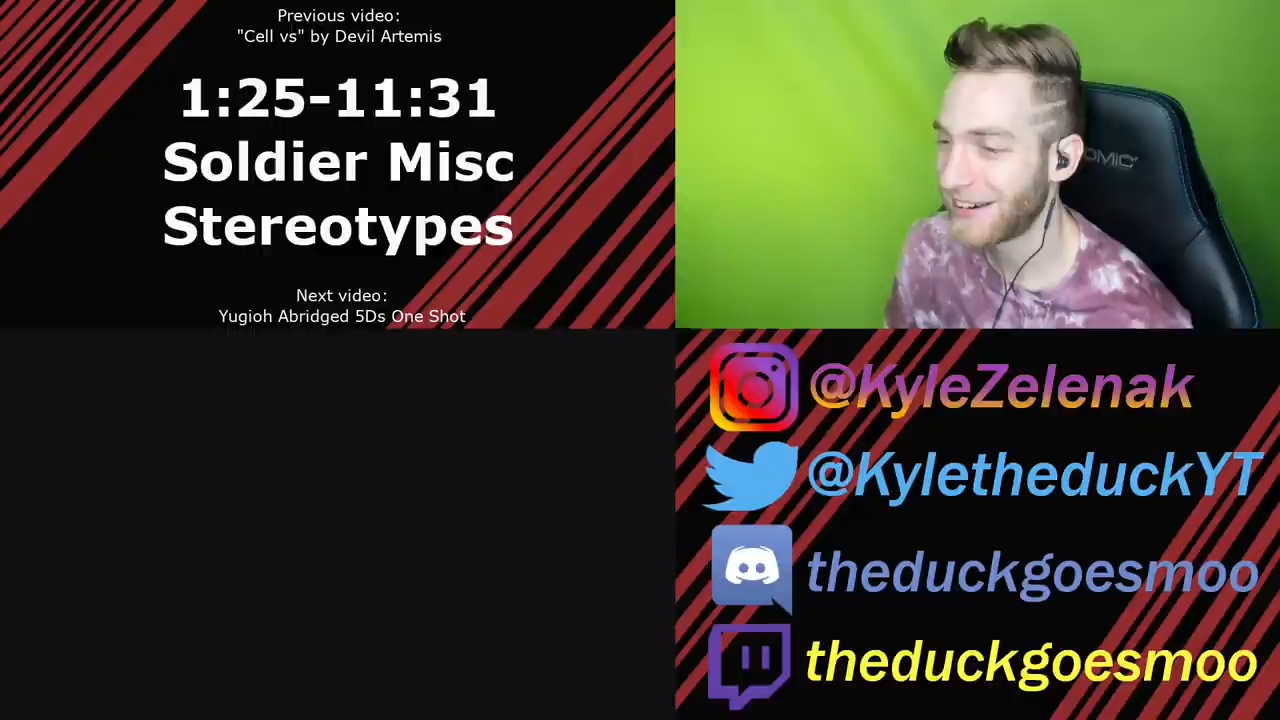 Previous video:
"Cell vs" by Devil Artemis
1:25-11:31
Soldier Misc
Stereotypes
Next video:
Yugioh Abridged 5Ds One Shot
OMIC
@KyleZelenak
@KyletheduckYT
theduckgoesmoo
theduckgoesmoo